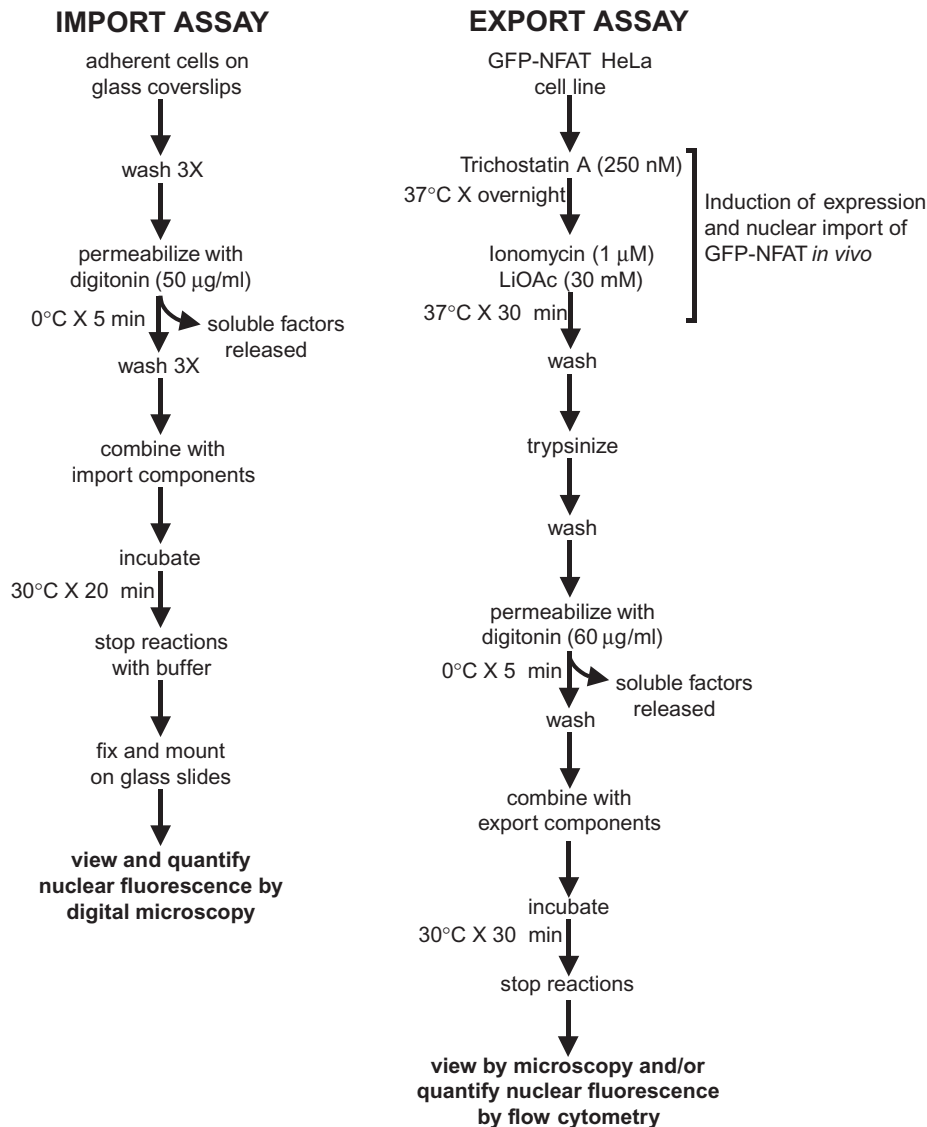 IMPORT ASSAY
adherent cells on
glass coverslips
wash 3X
permeabilize with
digitonin (50 μg/ml)
0°C X 5 min
soluble factors
released
wash 3X
combine with
import components
incubate
30°C X 20 min
stop reactions
with buffer
fix and mount
on glass slides
view and quantify
nuclear fluorescence by
digital microscopy
EXPORT ASSAY
GFP-NFAT HeLa
cell line
Trichostatin A (250 nM)
37°C X overnight
Ionomycin (1 μM)
LiOAc (30 mM)
37°C X 30 min
Induction of expression
and nuclear import of
GFP-NFAT in vivo
wash
trypsinize
wash
permeabilize with
digitonin (60 μg/ml)
0°C X 5 min
soluble factors
released
wash
combine with
export components
incubate
30°C X 30 min
stop reactions
view by microscopy and/or
quantify nuclear fluorescence
by flow cytometry